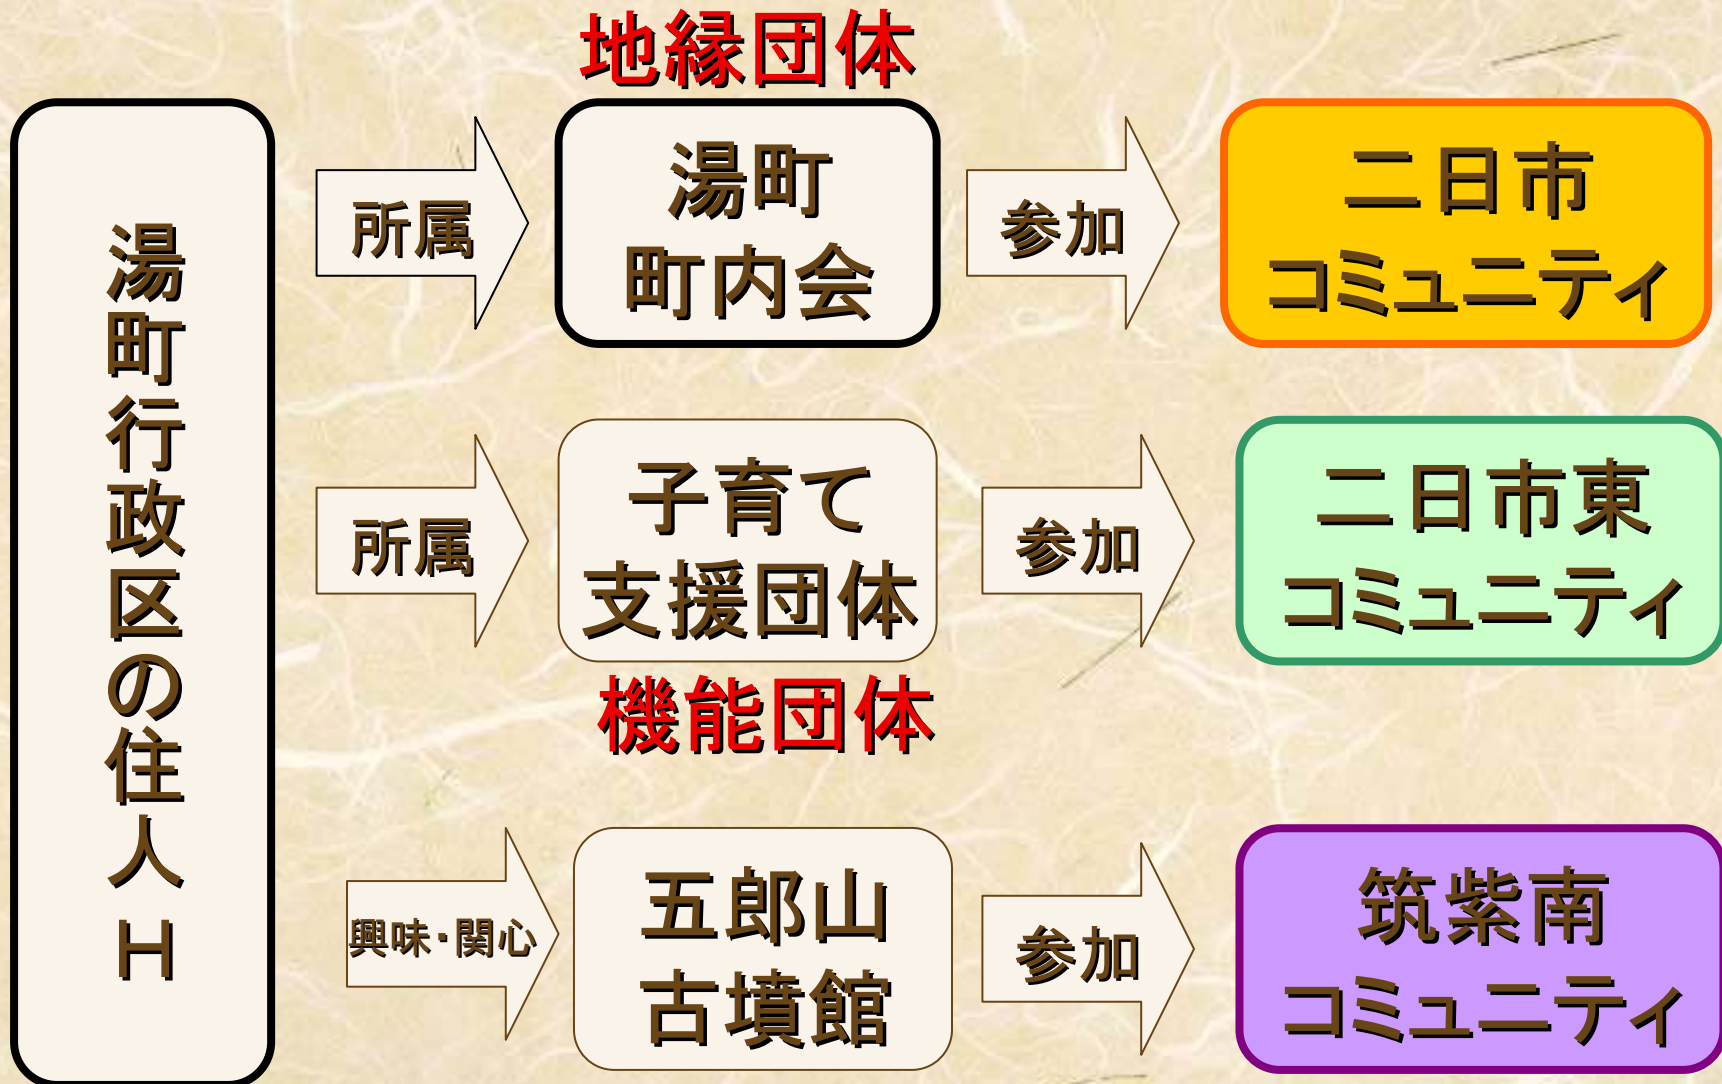 湯町行政区の住人H
地縁団体
所属
湯町
町内会
参加
二日市
コミュニティ
所属
子育て
支援団体
参加
二日市東
コミュニティ
機能団体
興味・関心
五郎山
古墳館
参加
筑紫南
コミュニティ